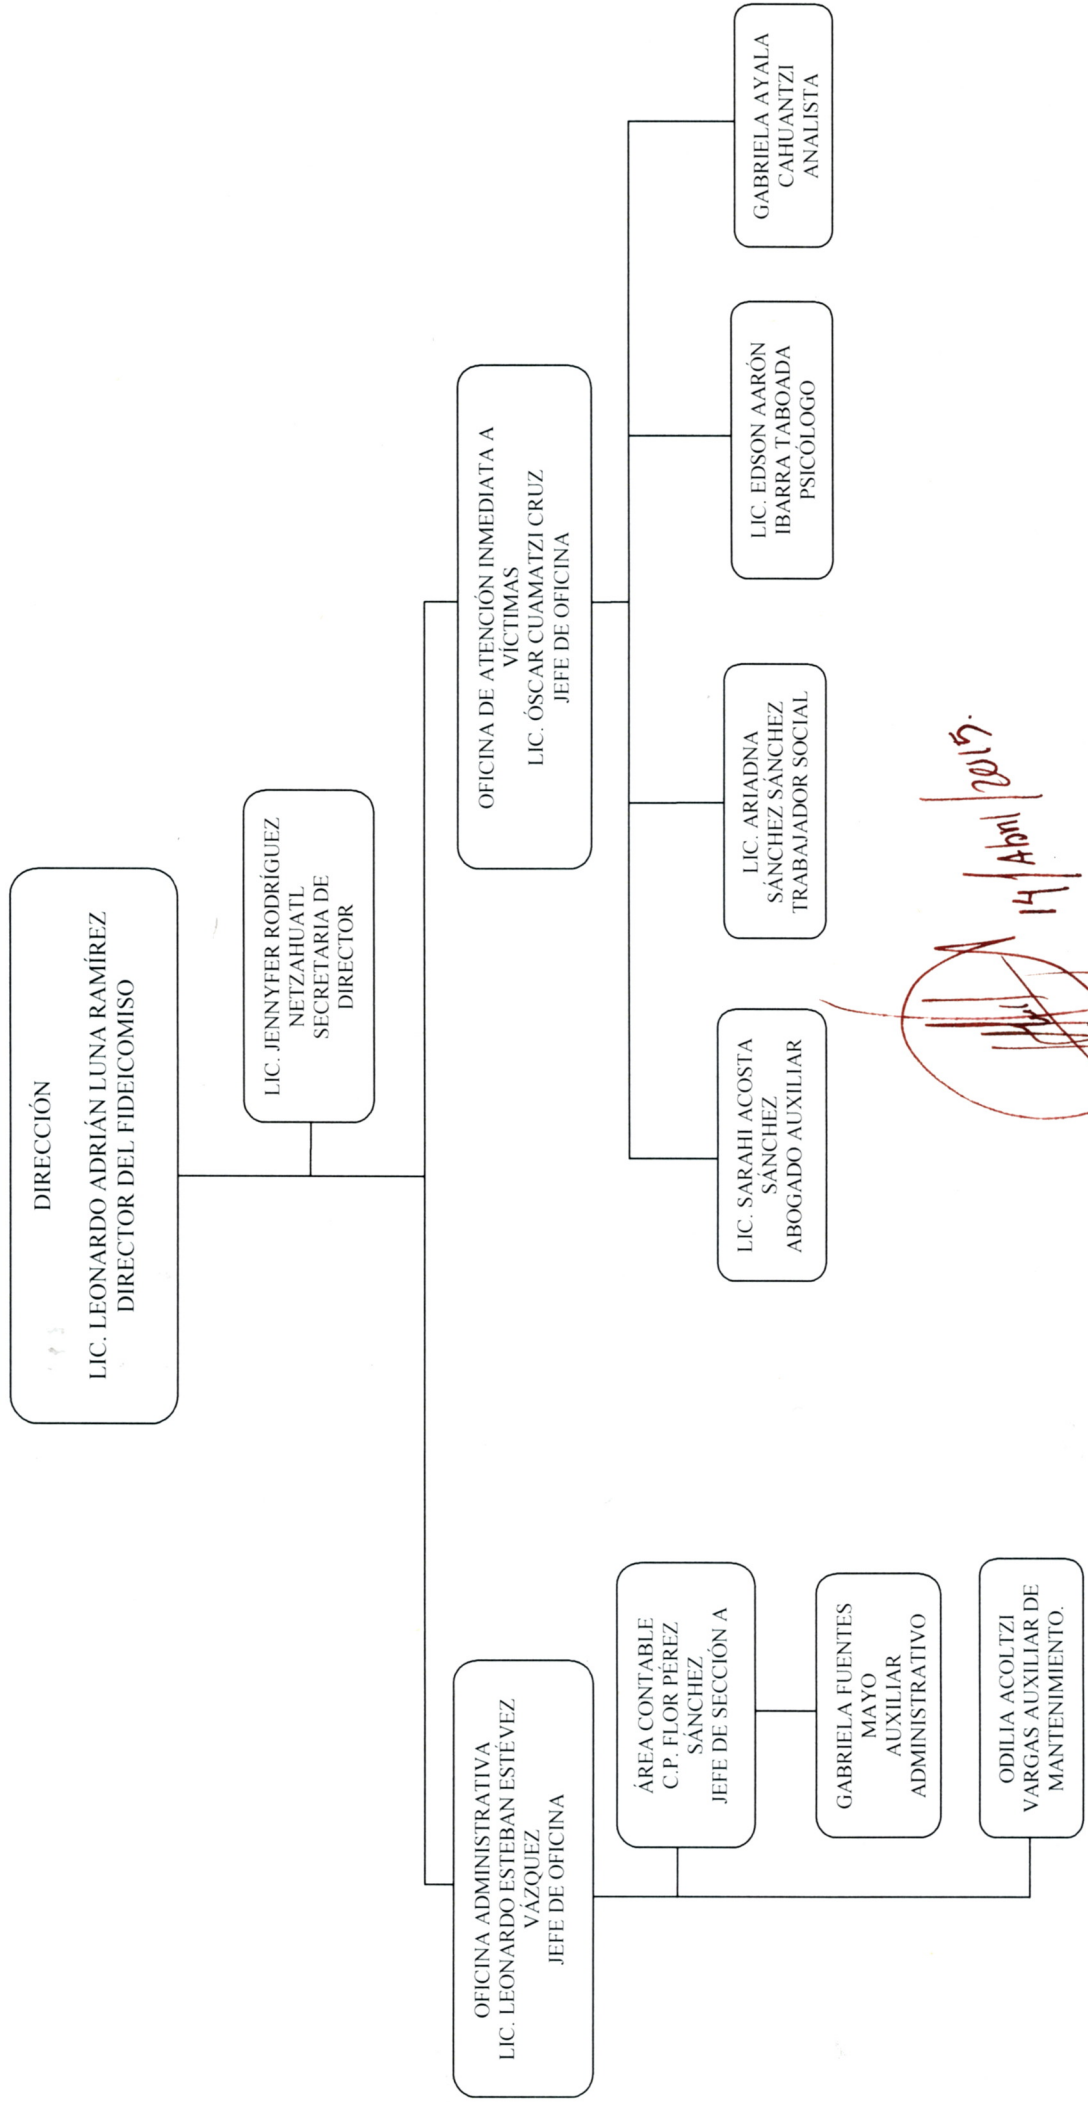 DIRECCIÓN
LIC. LEONARDO ADRIÁN LUNA RAMÍREZ
DIRECTOR DEL FIDEICOMISO
LIC. JENNYFER RODRÍGUEZ
NETZAHUATL
SECRETARIA DE
DIRECTOR
OFICINA ADMINISTRATIVA
LIC. LEONARDO ESTEBAN ESTÉVEZ
VÁZQUEZ
JEFE DE OFICINA
ÁREA CONTABLE
C.P. FLOR PÉREZ
SÁNCHEZ
JEFE DE SECCIÓN A
GABRIELA FUENTES
MAYO
AUXILIAR
ADMINISTRATIVO
ODILIA ACOLTZI
VARGAS AUXILIAR DE
MANTENIMIENTO.
OFICINA DE ATENCIÓN INMEDIATA A
VÍCTIMAS
LIC. ÓSCAR CUAMATZI CRUZ
JEFE DE OFICINA
LIC. SARAHI ACOSTA
SÁNCHEZ
ABOGADO AUXILIAR
LIC. ARIADNA
SÁNCHEZ SÁNCHEZ
TRABAJADOR SOCIAL
LIC. EDSON AARÓN
IBARRA TABOADA
PSICÓLOGO
GABRIELA AYALA
CAHUANTZI
ANALISTA
14/Abril/2015.